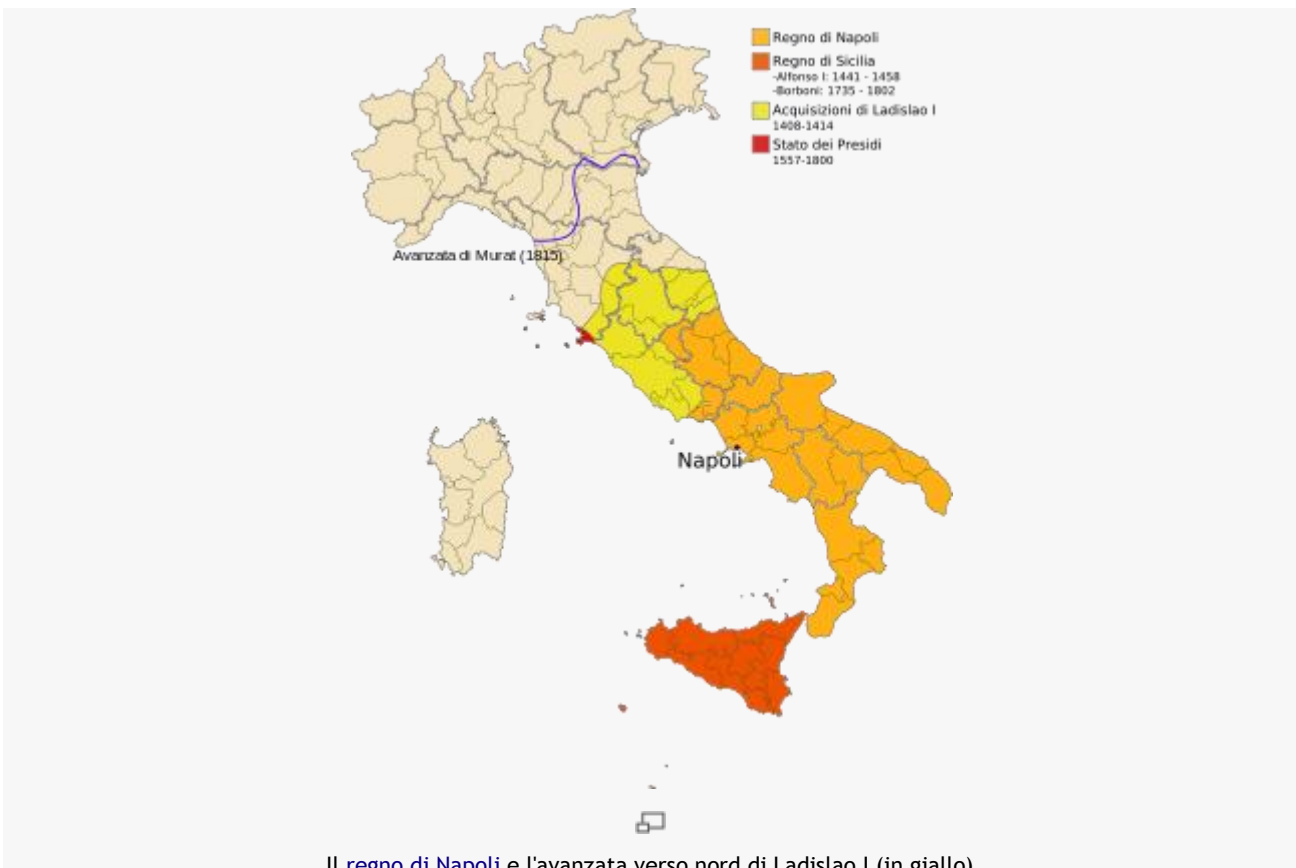 Regno di Napoli
Regno di Sicilia
-Alfonso I: 1441 - 1458
-Borboni: 1735 - 1802
Acquisizioni di Ladislao I
1408-1414
Stato dei Presidi
1557-1800
Avanzata di Murat (1815)
Napoli
Il regno di Napoli e l'avanzata verso nord di Ladislao I (in giallo)